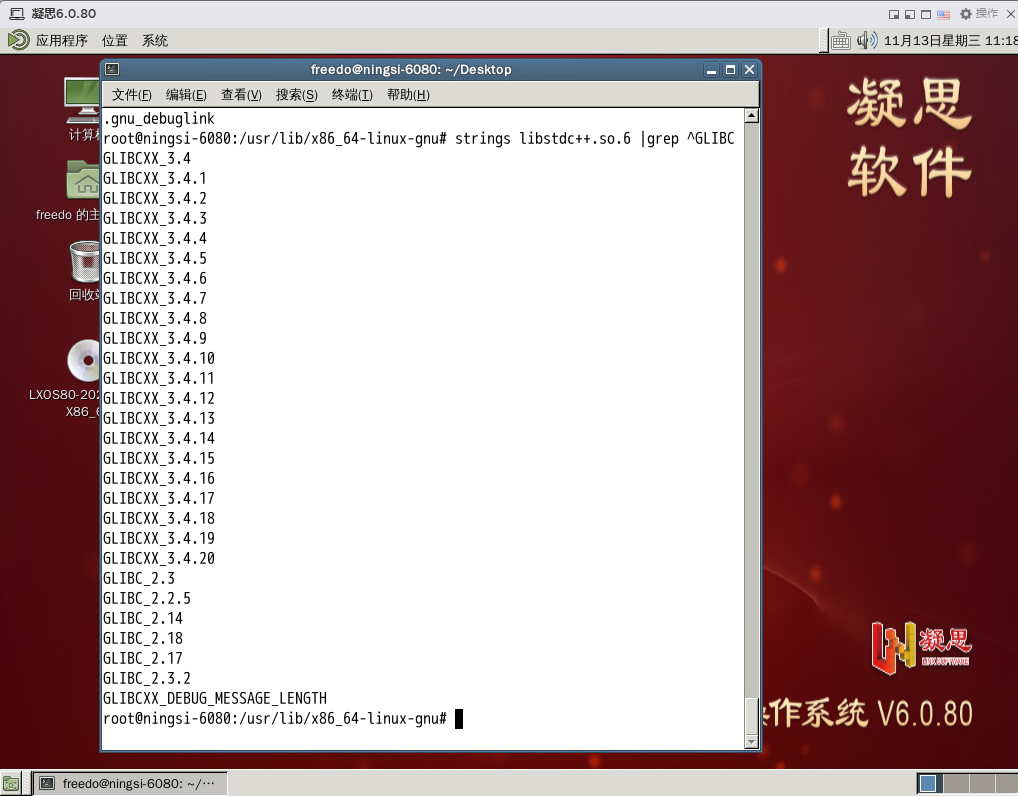 凝思6.0.80
操作
应用程序 位置 系统
11月13日星期三 11:18
freedo@ningsi-6080: ~/Desktop
文件(F) 编辑(E) 查看(V) 搜索(S) 终端(T) 帮助(H)
.gnu_debuglink
root@ningsi-6080:/usr/lib/x86_64-linux-gnu# strings libstdc++.so.6 |grep ^GLIBC
GLIBCXX_3.4
GLIBCXX_3.4.1
GLIBCXX_3.4.2
GLIBCXX_3.4.3
GLIBCXX_3.4.4
GLIBCXX_3.4.5
GLIBCXX_3.4.6
GLIBCXX_3.4.7
GLIBCXX_3.4.8
GLIBCXX_3.4.9
GLIBCXX_3.4.10
GLIBCXX_3.4.11
GLIBCXX_3.4.12
GLIBCXX_3.4.13
GLIBCXX_3.4.14
GLIBCXX_3.4.15
GLIBCXX_3.4.16
GLIBCXX_3.4.17
GLIBCXX_3.4.18
GLIBCXX_3.4.19
GLIBCXX_3.4.20
GLIBC_2.3
GLIBC_2.2.5
GLIBC_2.14
GLIBC_2.18
GLIBC_2.17
GLIBC_2.3.2
GLIBCXX_DEBUG_MESSAGE_LENGTH
root@ningsi-6080:/usr/lib/x86_64-linux-gnu#
计算
freedo 的主
回收
LXOS80-202
X86_6
凝思
软件
凝思
LINX SOFTWARE
操作系统 V6.0.80
freedo@ningsi-6080: ~/···